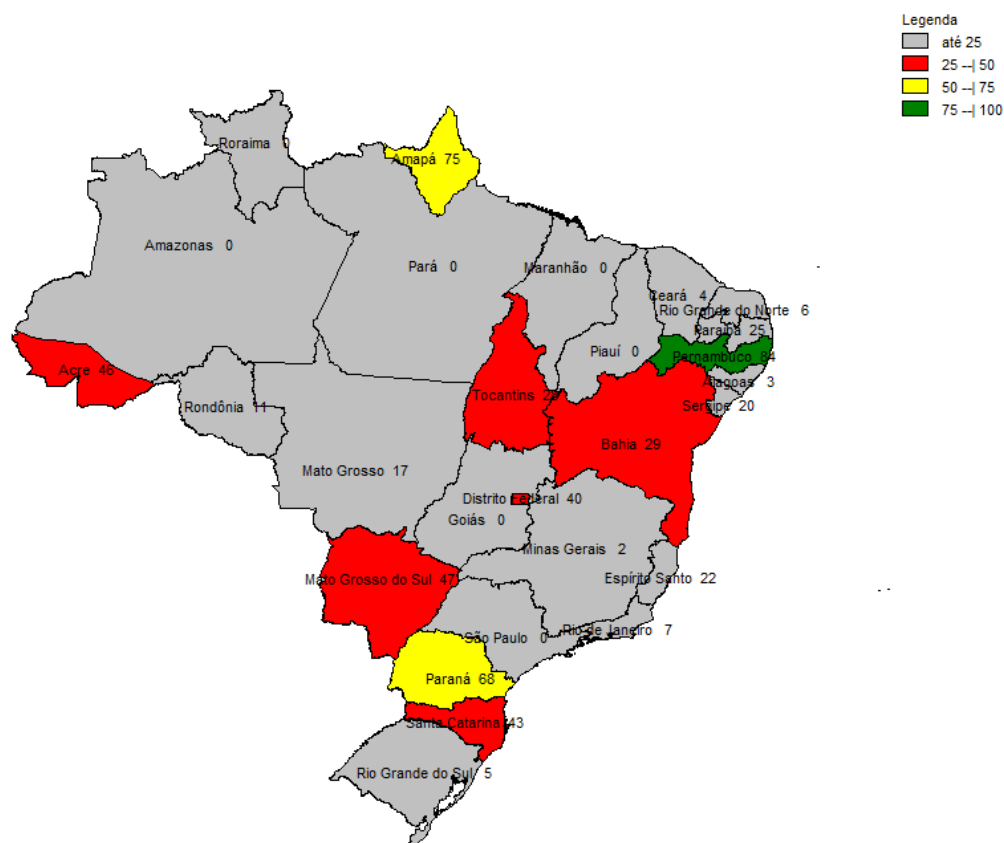 Legenda
até 25
25 --| 50
50 --| 75
75 --| 100
Roraima 0
Amapá 75
Amazonas 0
Pará 0
Maranhão 0
Ceará 4
Rio Grande do Norte 6
Paraíba 25
Piauí 0
Pernambuco 84
Acre 46
Alagoas 3
Tocantins
Sergipe 20
Rondônia 11
Bahia 29
Mato Grosso 17
Distrito Federal 40
Goiás 0
Minas Gerais 2
Mato Grosso do Sul 47
Espírito Santo 22
Rio de Janeiro 7
São Paulo 0
Paraná 68
Santa Catarina 43
Rio Grande do Sul 5